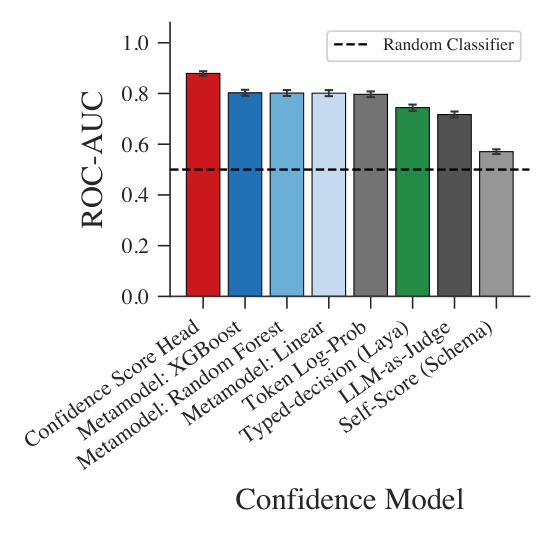 Random Classifier
ROC-AUC
1.0
0.8
0.6
0.4
0.2
0.0
Confidence Score Head
Metamodel: XGBoost
Metamodel: Random Forest
Metamodel: Linear
Token Log-Prob
Typed-decision (Laya)
LLM-as-Judge
Self-Score (Schema)
Confidence Model